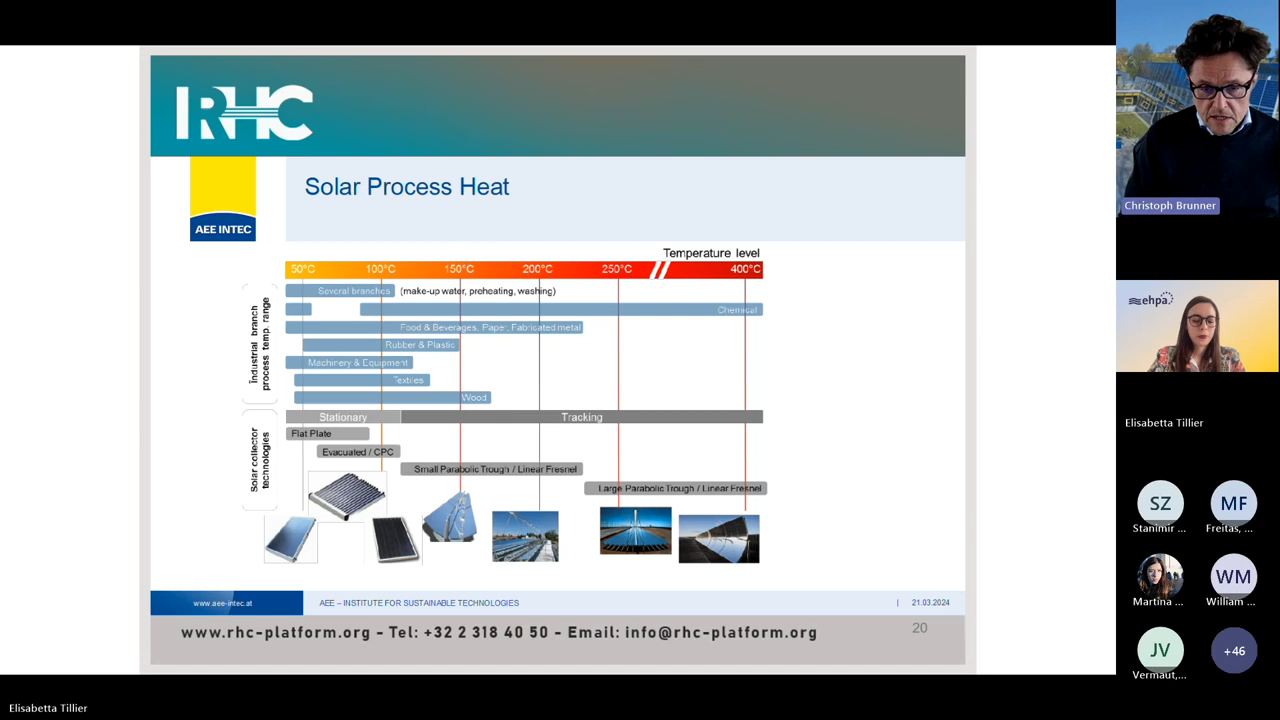 RHC
AEE INTEC
Solar Process Heat
Temperature level
50°C 100°C 150°C 200°C 250°C 400°C
Industrial branch
process temp. range
Several branches (make-up water, preheating, washing)
Chemical
Food & Beverages, Paper, Fabricated metal
Rubber & Plastic
Machinery & Equipment
Textiles
Wood
Solar collector
technologies
Stationary Tracking
Flat Plate
Evacuated / CPC
Small Parabolic Trough / Linear Fresnel
Large Parabolic Trough / Linear Fresnel
www.aee-intec.at AEE – INSTITUTE FOR SUSTAINABLE TECHNOLOGIES | 21.03.2024
www.rhc-platform.org - Tel: +32 2 318 40 50 - Email: info@rhc-platform.org 20
Christoph Brunner
ehpa
Elisabetta Tillier
SZ MF
Stanimir ... Freitas, ...
WM
Martina ... William ...
JV +46
Vermaut,...
Elisabetta Tillier